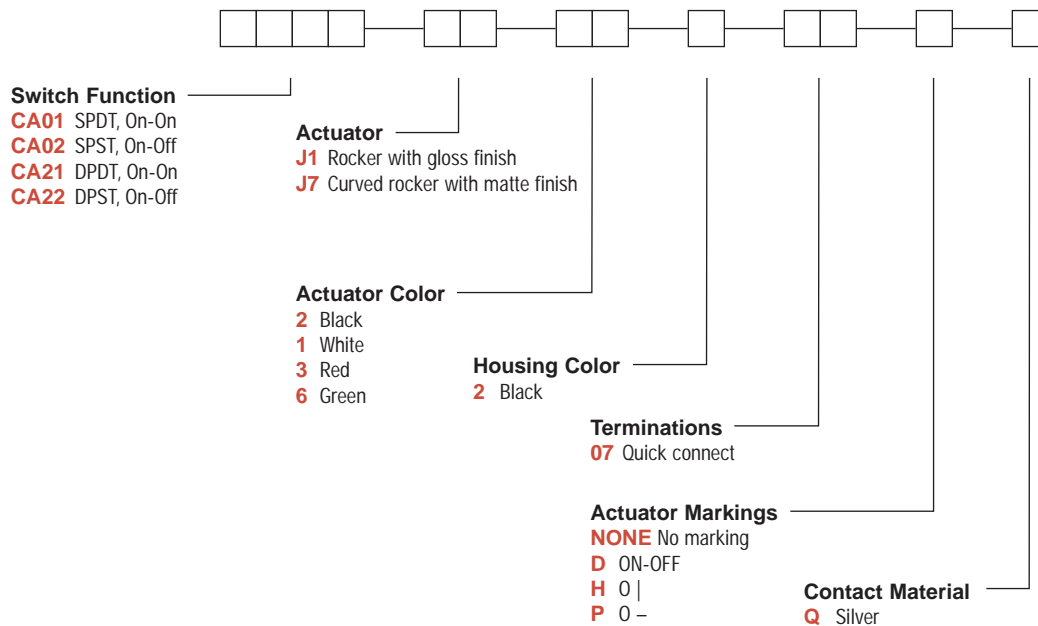 Switch Function
CA01 SPDT, On-On
CA02 SPST, On-Off
CA21 DPDT, On-On
CA22 DPST, On-Off
Actuator
J1 Rocker with gloss finish
J7 Curved rocker with matte finish
Actuator Color
2 Black
1 White
3 Red
6 Green
Housing Color
2 Black
Terminations
07 Quick connect
Actuator Markings
NONE No marking
D ON-OFF
H O |
P O –
Contact Material
Q Silver